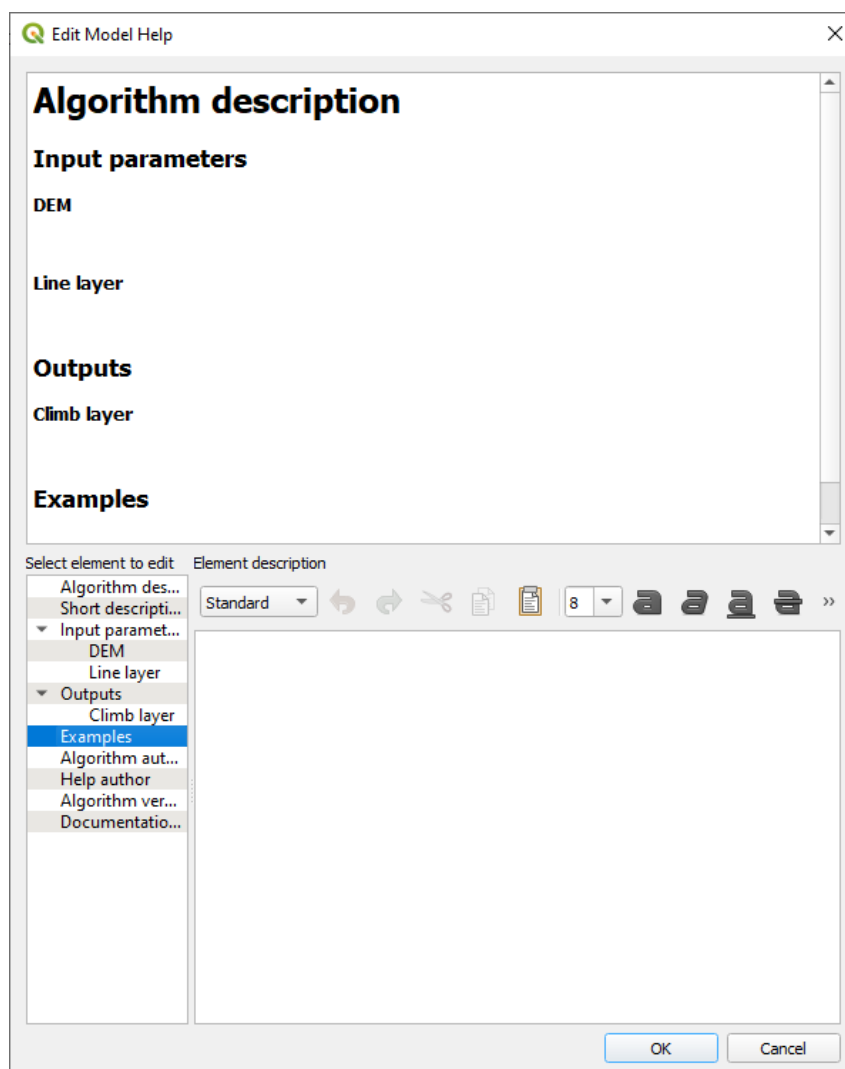 Edit Model Help
Algorithm description
Input parameters
DEM
Line layer
Outputs
Climb layer
Examples
Select element to edit Element description
Algorithm des...
Short descripti...
Input paramet...
DEM
Line layer
Outputs
Climb layer
Examples
Algorithm aut...
Help author
Algorithm ver...
Documentatio...
Standard 8 a a a a »
OK Cancel